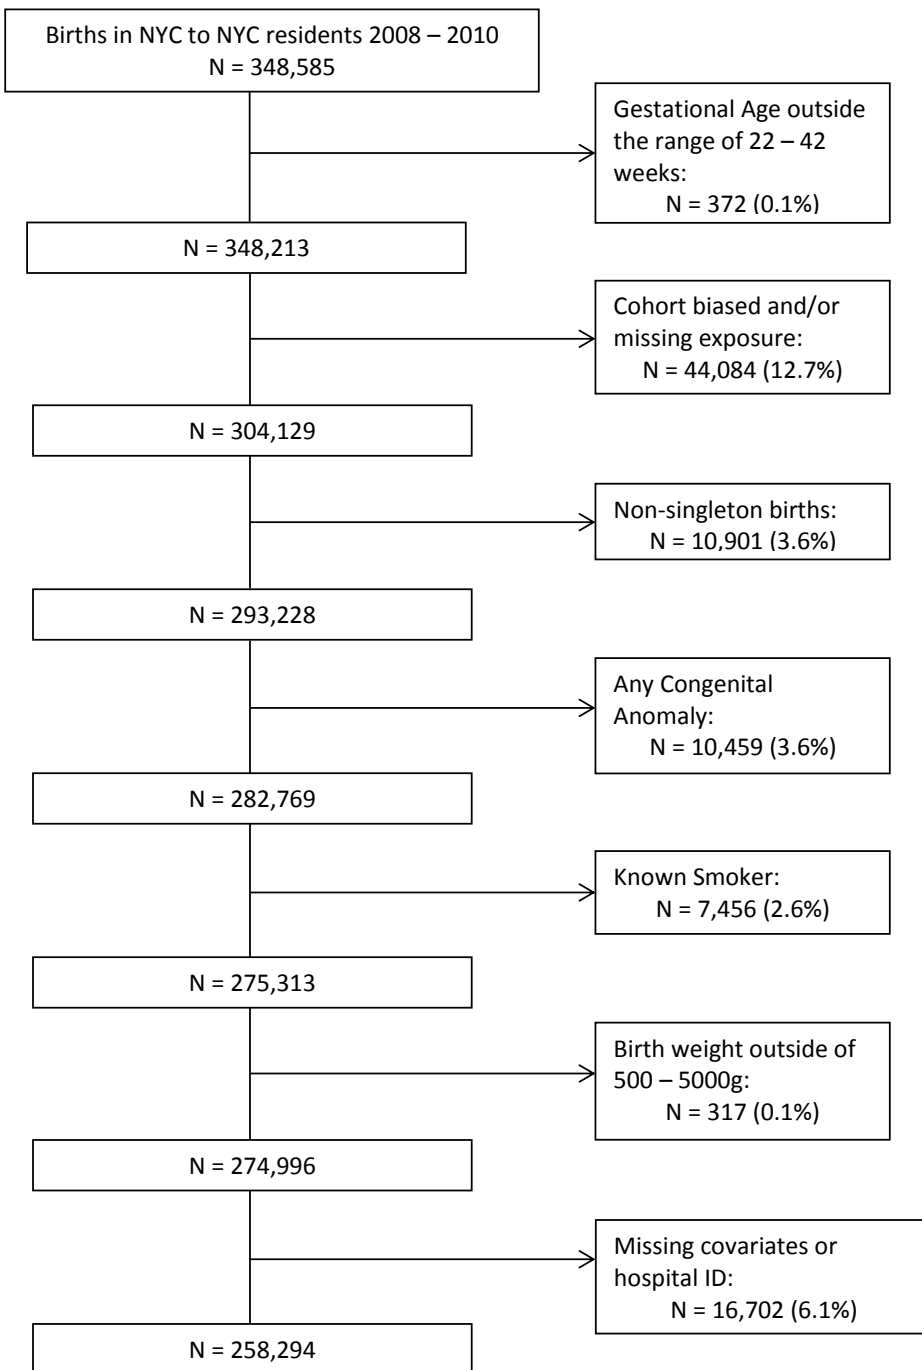 Births in NYC to NYC residents 2008 – 2010
N = 348,585
Gestational Age outside
the range of 22 – 42
weeks:
N = 372 (0.1%)
N = 348,213
Cohort biased and/or
missing exposure:
N = 44,084 (12.7%)
N = 304,129
Non-singleton births:
N = 10,901 (3.6%)
N = 293,228
Any Congenital
Anomaly:
N = 10,459 (3.6%)
N = 282,769
Known Smoker:
N = 7,456 (2.6%)
N = 275,313
Birth weight outside of
500 – 5000g:
N = 317 (0.1%)
N = 274,996
Missing covariates or
hospital ID:
N = 16,702 (6.1%)
N = 258,294